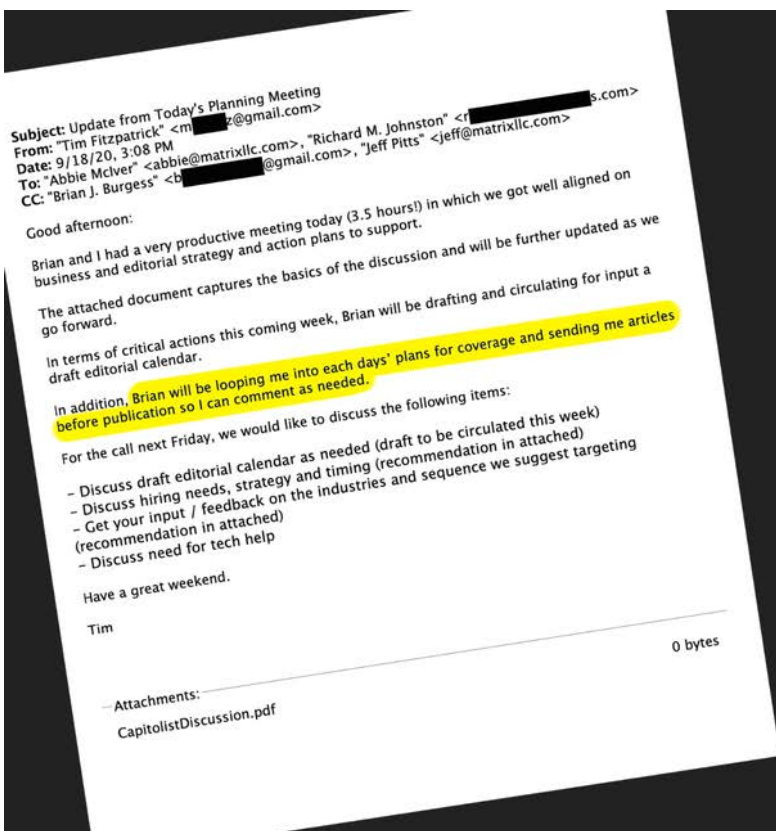 Subject: Update from Today's Planning Meeting
From: "Tim Fitzpatrick" <m z@gmail.com>
Date: 9/18/20, 3:08 PM
To: "Abbie McIver" <abbie@matrixllc.com>, "Richard M. Johnston" <r s.com>
CC: "Brian J. Burgess" <b @gmail.com>, "Jeff Pitts" <jeff@matrixllc.com>
Good afternoon:
Brian and I had a very productive meeting today (3.5 hours!) in which we got well aligned on
business and editorial strategy and action plans to support.
The attached document captures the basics of the discussion and will be further updated as we
go forward.
In terms of critical actions this coming week, Brian will be drafting and circulating for input a
draft editorial calendar.
In addition, Brian will be looping me into each days' plans for coverage and sending me articles
before publication so I can comment as needed.
For the call next Friday, we would like to discuss the following items:
– Discuss draft editorial calendar as needed (draft to be circulated this week)
– Discuss hiring needs, strategy and timing (recommendation in attached)
– Get your input / feedback on the industries and sequence we suggest targeting
(recommendation in attached)
– Discuss need for tech help
Have a great weekend.
Tim
Attachments:
0 bytes
CapitolistDiscussion.pdf